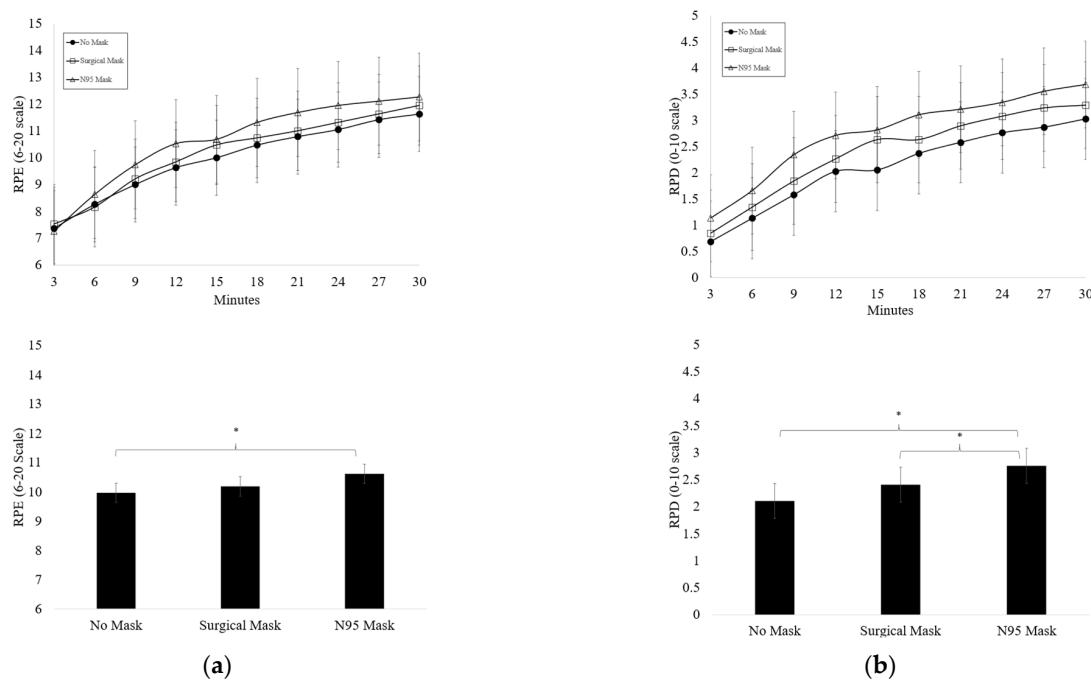 15
14
13
12
11
10
9
8
7
6
RPE (6-20 scale)
No Mask
Surgical Mask
N95 Mask
3 6 9 12 15 18 21 24 27 30
Minutes
5
4.5
4
3.5
3
2.5
2
1.5
1
0.5
0
RPD (0-10 scale)
No Mask
Surgical Mask
N95 Mask
3 6 9 12 15 18 21 24 27 30
Minutes
15
14
13
12
11
10
9
8
7
6
RPE (6-20 Scale)
*
No Mask Surgical Mask N95 Mask
(a)
5
4.5
4
3.5
3
2.5
2
1.5
1
0.5
0
RPD (0-10 scale)
*
*
No Mask Surgical Mask N95 Mask
(b)